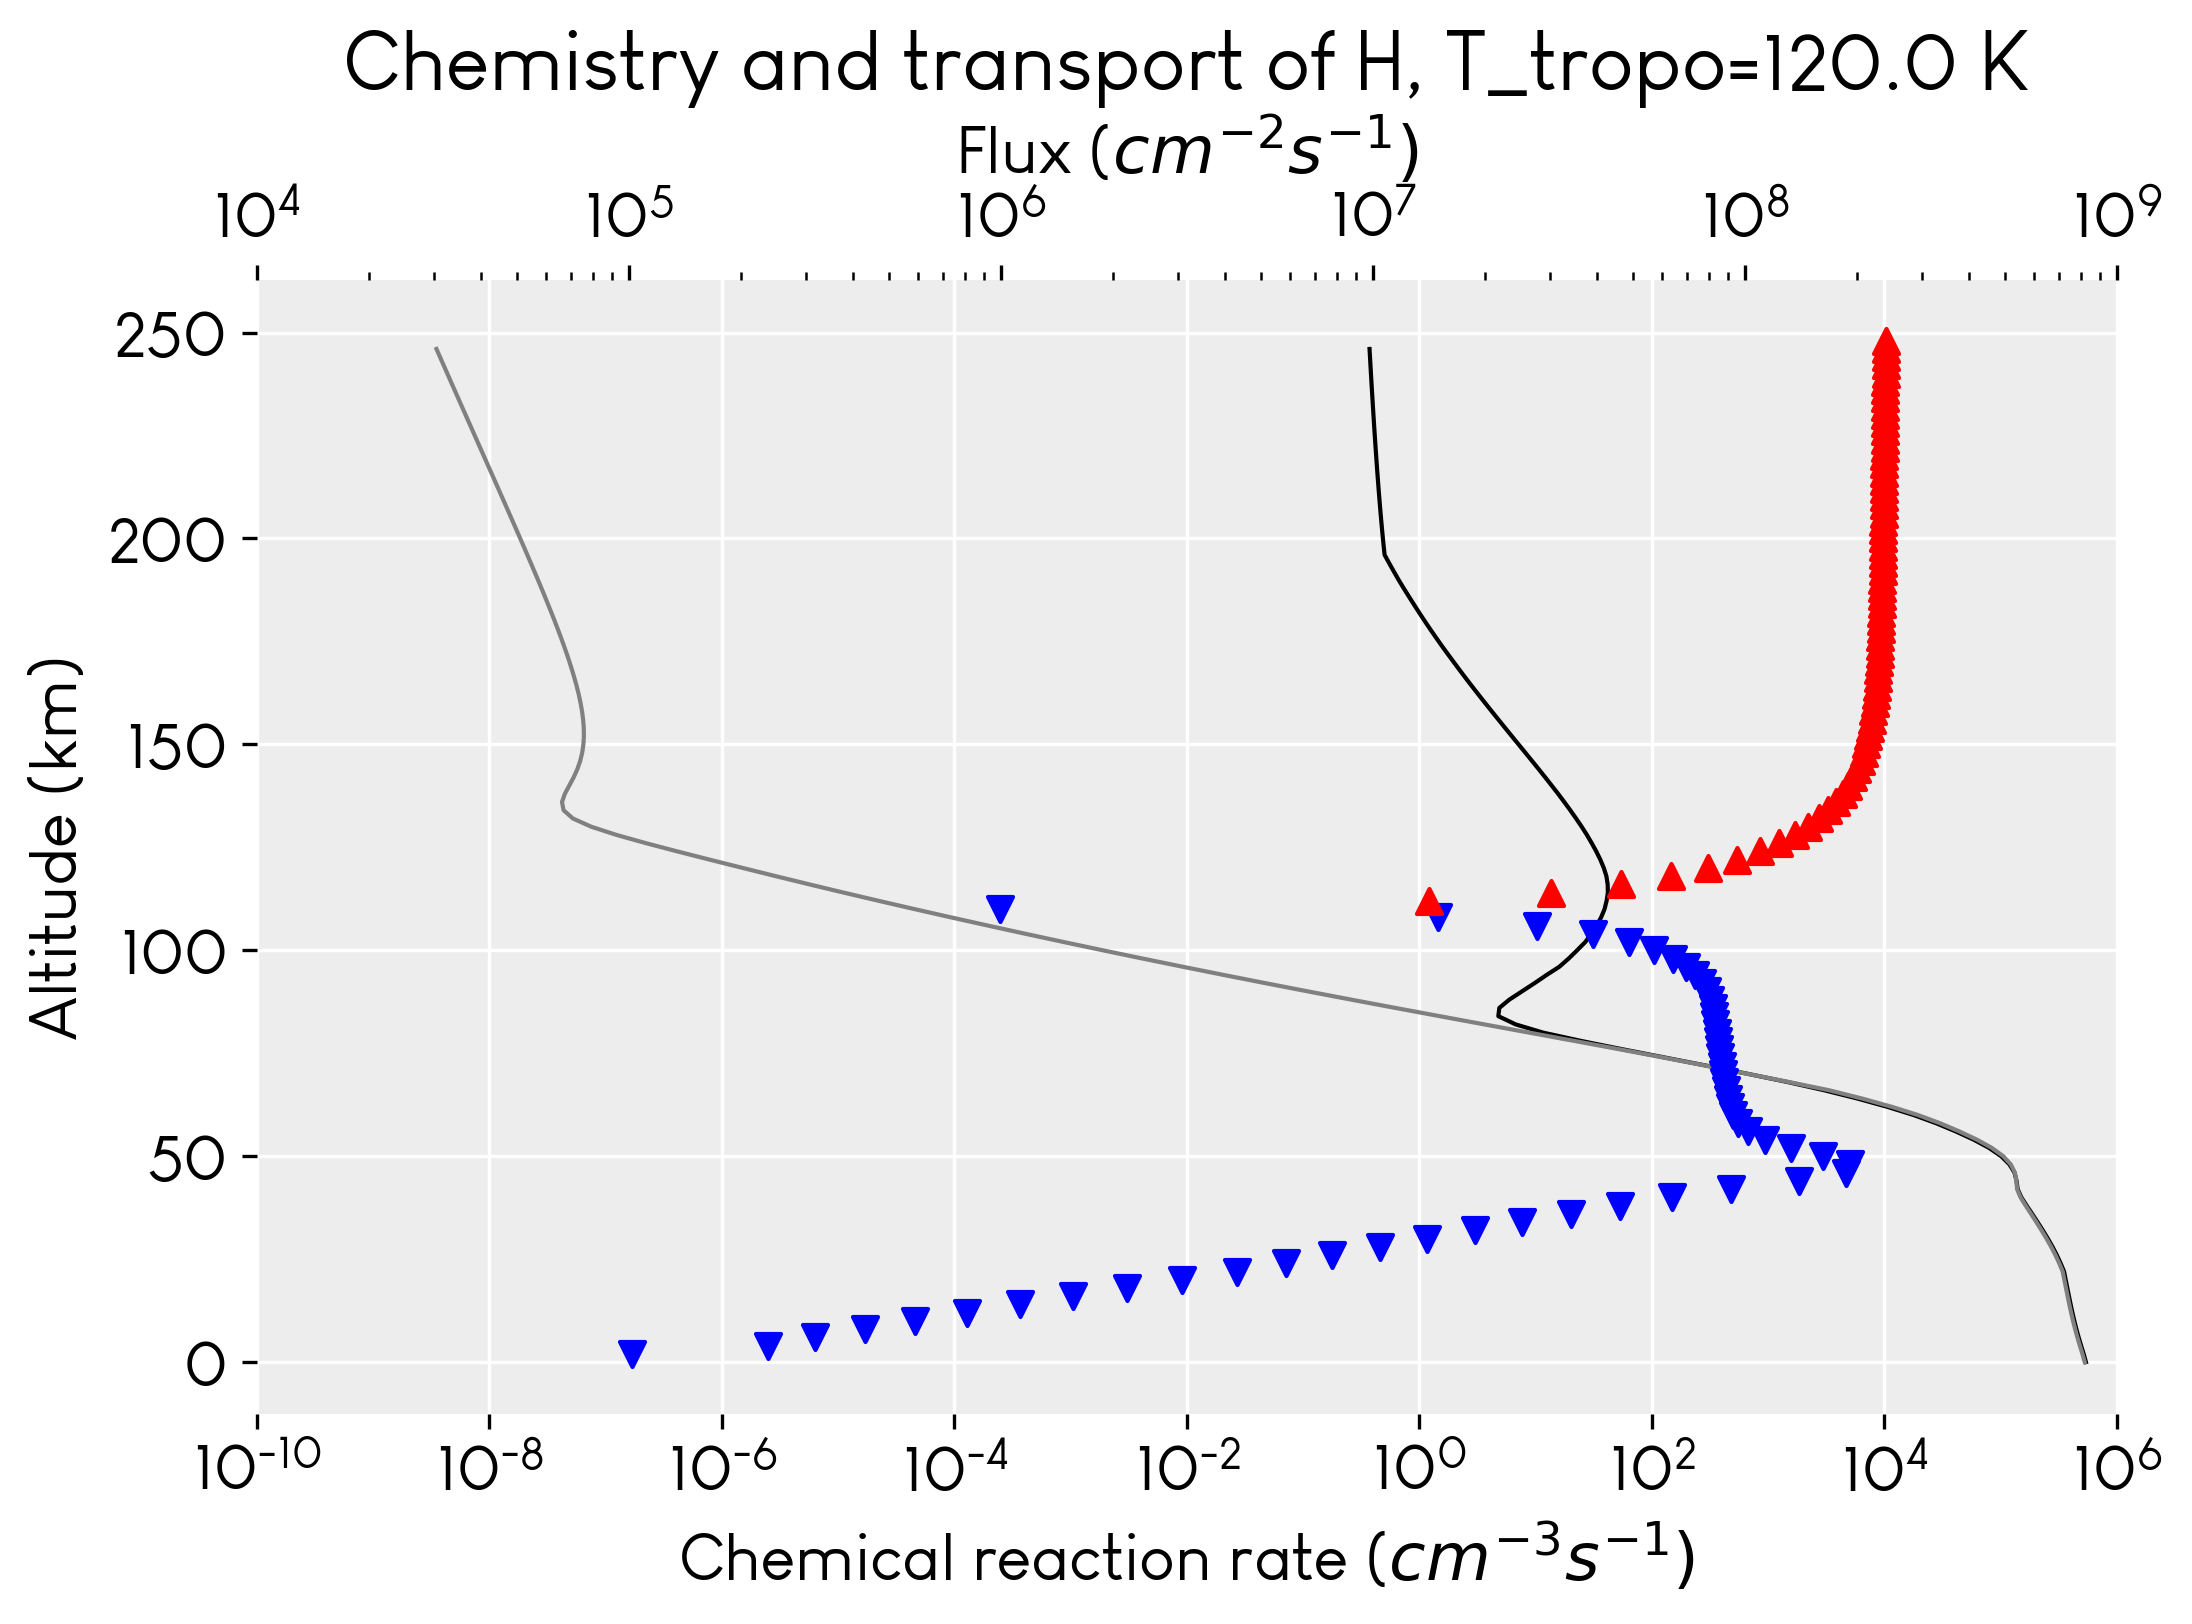 Chemistry and transport of H, T_tropo=120.0 K
Flux (cm⁻²s⁻¹)
10⁴ 10⁵ 10⁶ 10⁷ 10⁸ 10⁹
250
200
150
100
50
0
Altitude (km)
10⁻¹⁰ 10⁻⁸ 10⁻⁶ 10⁻⁴ 10⁻² 10⁰ 10² 10⁴ 10⁶
Chemical reaction rate (cm⁻³s⁻¹)